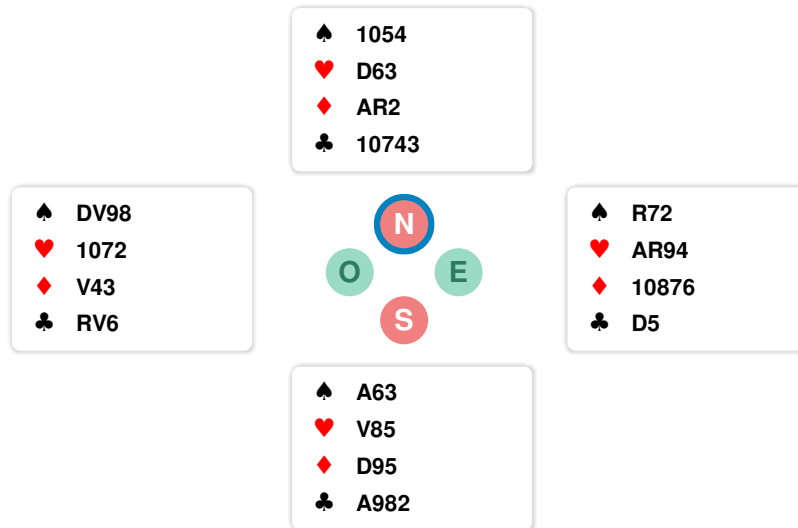 ♠ 1054
♥ D63
♦ AR2
♣ 10743
♠ DV98
♥ 1072
♦ V43
♣ RV6
N
O E
S
♠ R72
♥ AR94
♦ 10876
♣ D5
♠ A63
♥ V85
♦ D95
♣ A982